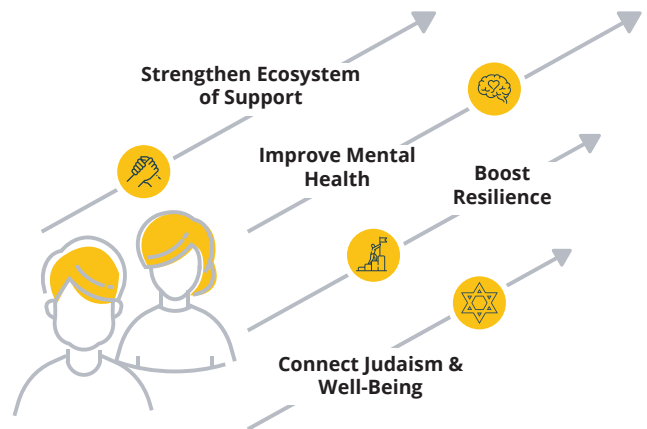 Strengthen Ecosystem
of Support
Improve Mental
Health
Boost
Resilience
Connect Judaism &
Well-Being